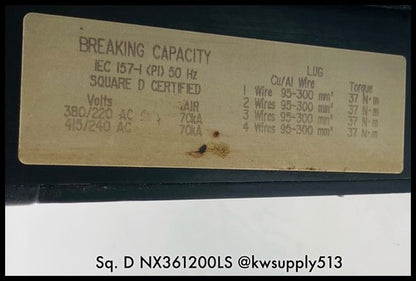 BREAKING CAPACITY
IEC 157-1 (P1) 50 Hz
SQUARE D CERTIFIED
Volts AIR
380/220 AC 70kA
415/240 AC 70kA
LUG
Cu/Al Wire Torque
1 Wire 95-300 mm² 37 N·m
2 Wires 95-300 mm² 37 N·m
3 Wires 95-300 mm² 37 N·m
4 Wires 95-300 mm² 37 N·m
Sq. D NX361200LS @kwsupply513